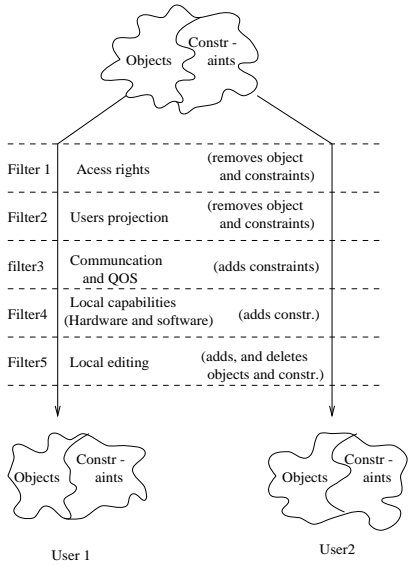 Constr -
Objects
aints
Filter 1 Acess rights (removes object
and constraints)
Filter2 Users projection (removes object
and constraints)
filter3 Communcation (adds constraints)
and QOS
Local capabilities
Filter4 (Hardware and software) (adds constr.)
Filter5 Local editing (adds, and deletes
objects and constr.)
Constr - Constr -
Objects aints Objects aints
User 1 User2